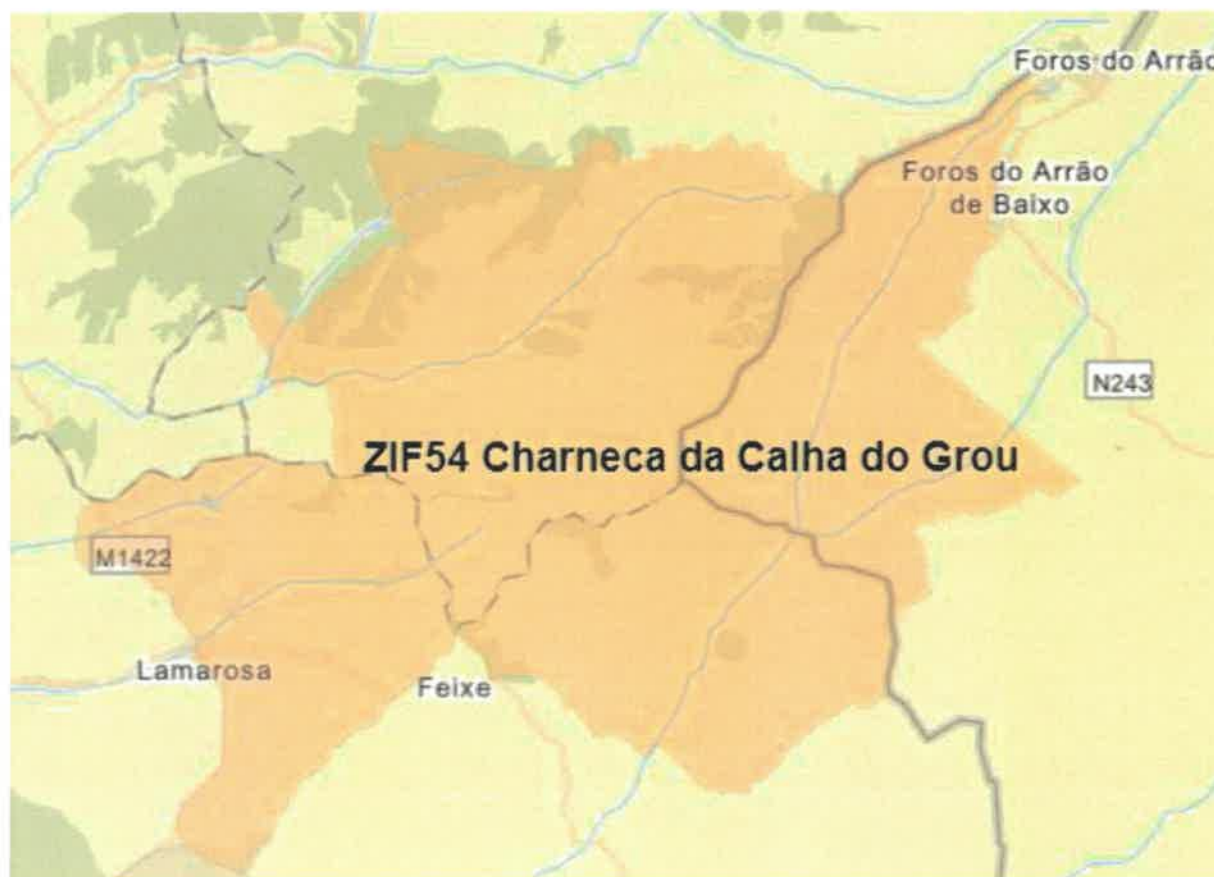 Foros do Arrão
Foros do Arrão
de Baixo
N243
ZIF54 Charneca da Calha do Grou
M1422
Lamarosa
Feixe